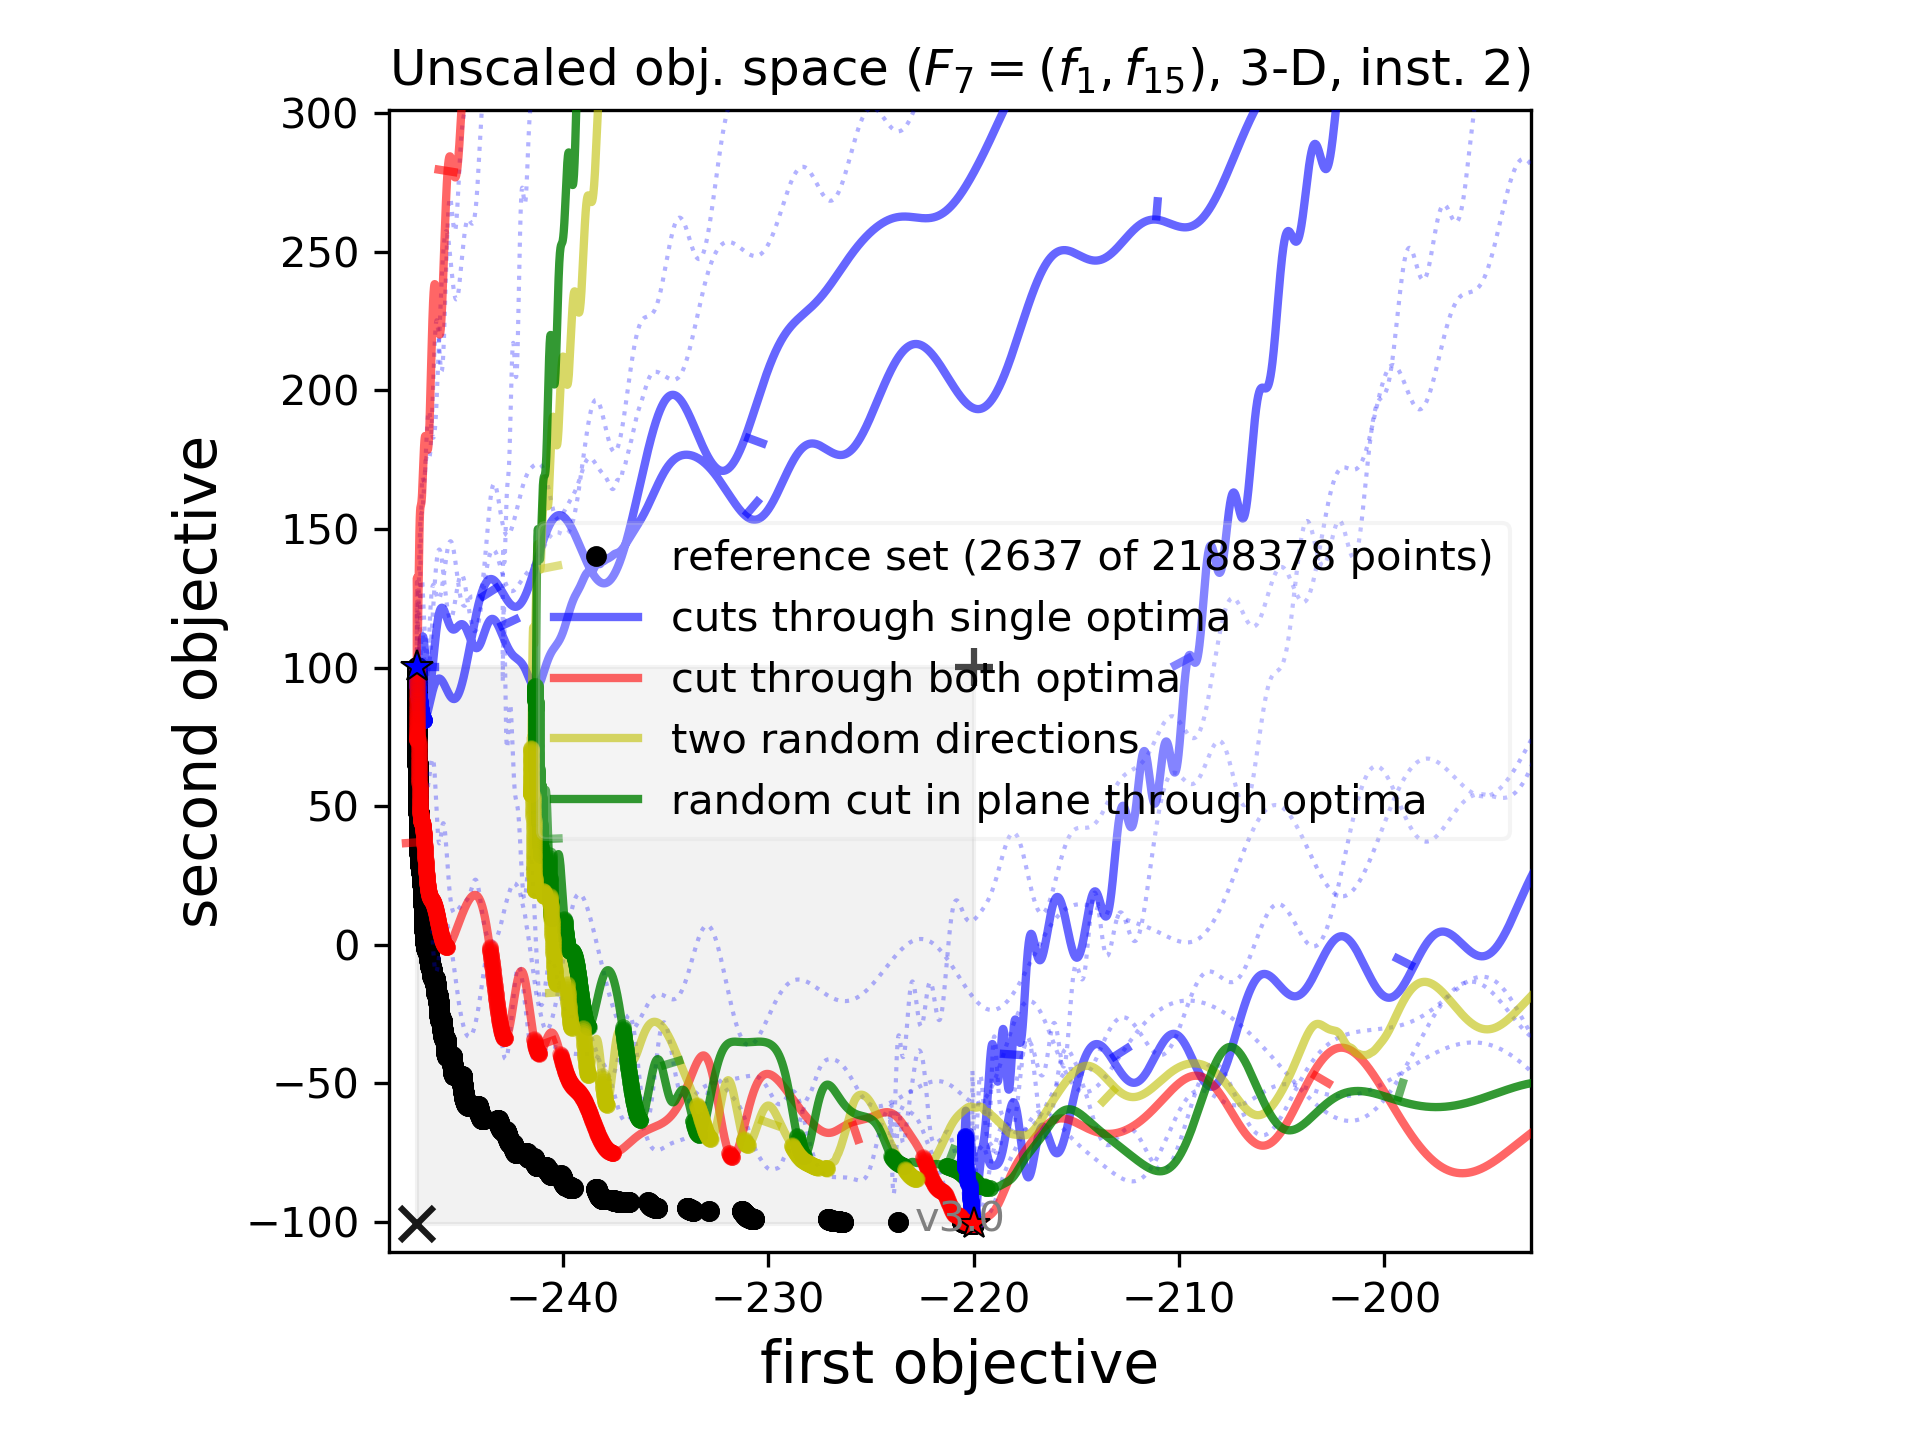 Unscaled obj. space (F₇ = (f₁, f₁₅), 3-D, inst. 2)
second objective
300
250
200
150
100
50
0
−50
−100
reference set (2637 of 2188378 points)
cuts through single optima
cut through both optima
two random directions
random cut in plane through optima
v3.0
−240
−230
−220
−210
−200
first objective